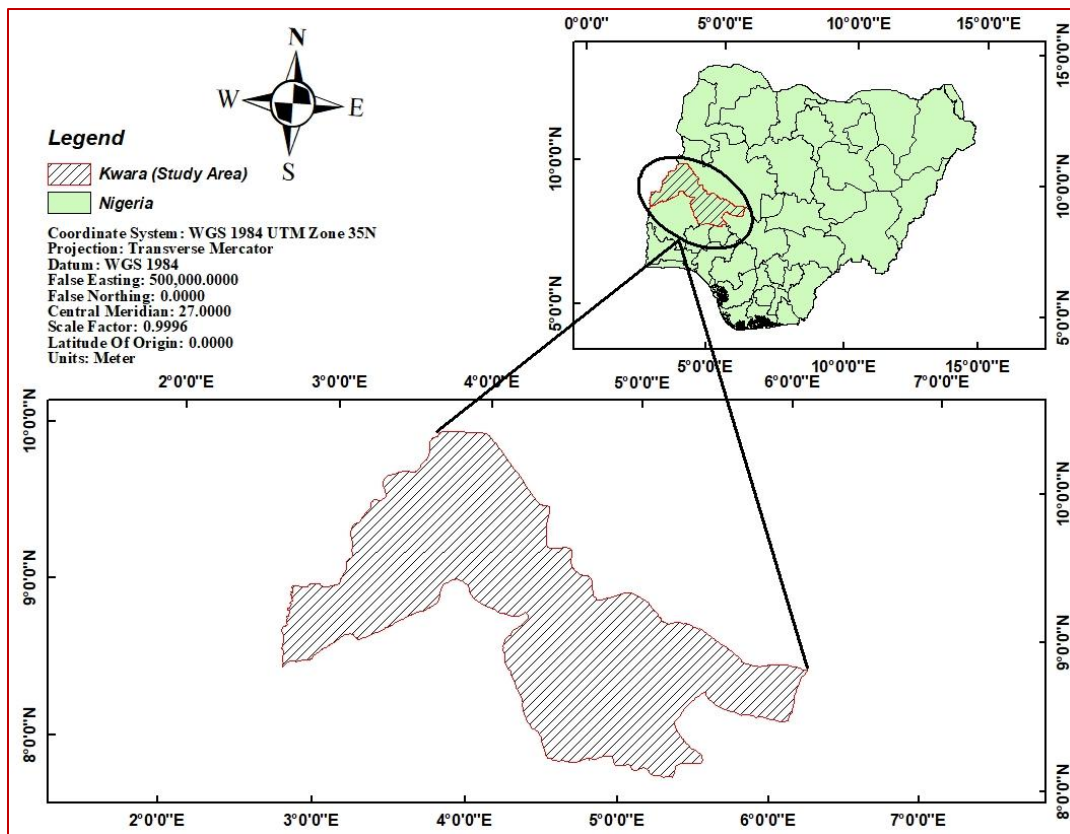 N
W
E
S
Legend
Kwara (Study Area)
Nigeria
Coordinate System: WGS 1984 UTM Zone 35N
Projection: Transverse Mercator
Datum: WGS 1984
False Easting: 500,000.0000
False Northing: 0.0000
Central Meridian: 27.0000
Scale Factor: 0.9996
Latitude Of Origin: 0.0000
Units: Meter
0°0'0" 5°0'0"E 10°0'0"E 15°0'0"E
10°0'0"N
5°0'0"N
15°0'0"N
10°0'0"N
5°0'0"N
5°0'0"E 10°0'0"E 15°0'0"E
2°0'0"E 3°0'0"E 4°0'0"E 5°0'0"E 6°0'0"E 7°0'0"E
10°0'0"N
9°0'0"N
8°0'0"N
10°0'0"N
9°0'0"N
8°0'0"N
2°0'0"E 3°0'0"E 4°0'0"E 5°0'0"E 6°0'0"E 7°0'0"E